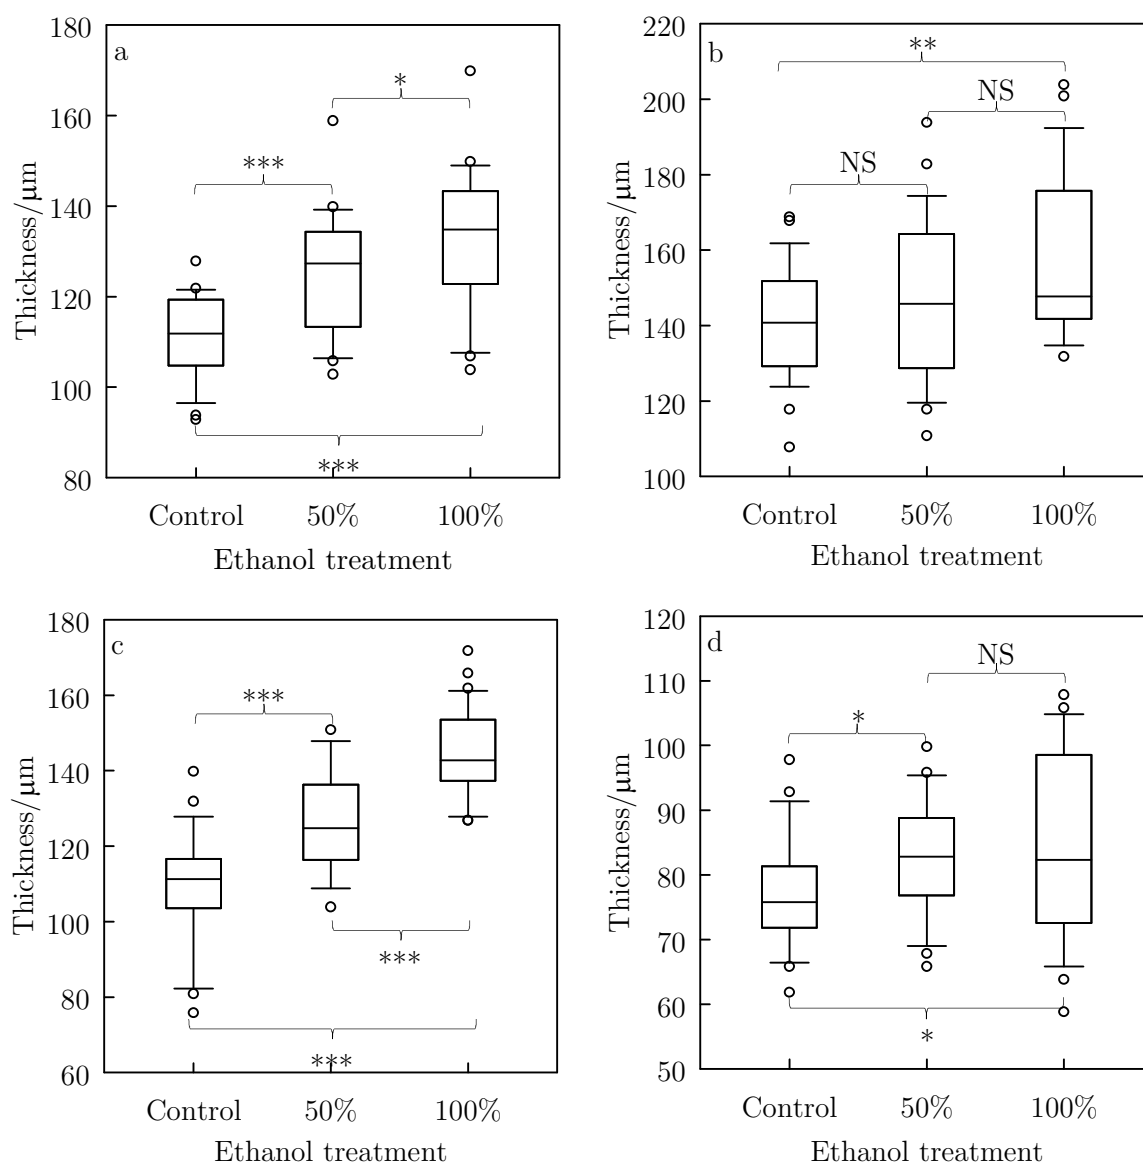 a
180
160
140
120
100
80
Thickness/μm
***
*
***
Control 50% 100%
Ethanol treatment
b
220
200
180
160
140
120
100
Thickness/μm
**
NS
NS
Control 50% 100%
Ethanol treatment
c
180
160
140
120
100
80
60
Thickness/μm
***
***
***
Control 50% 100%
Ethanol treatment
d
120
110
100
90
80
70
60
50
Thickness/μm
NS
*
*
Control 50% 100%
Ethanol treatment